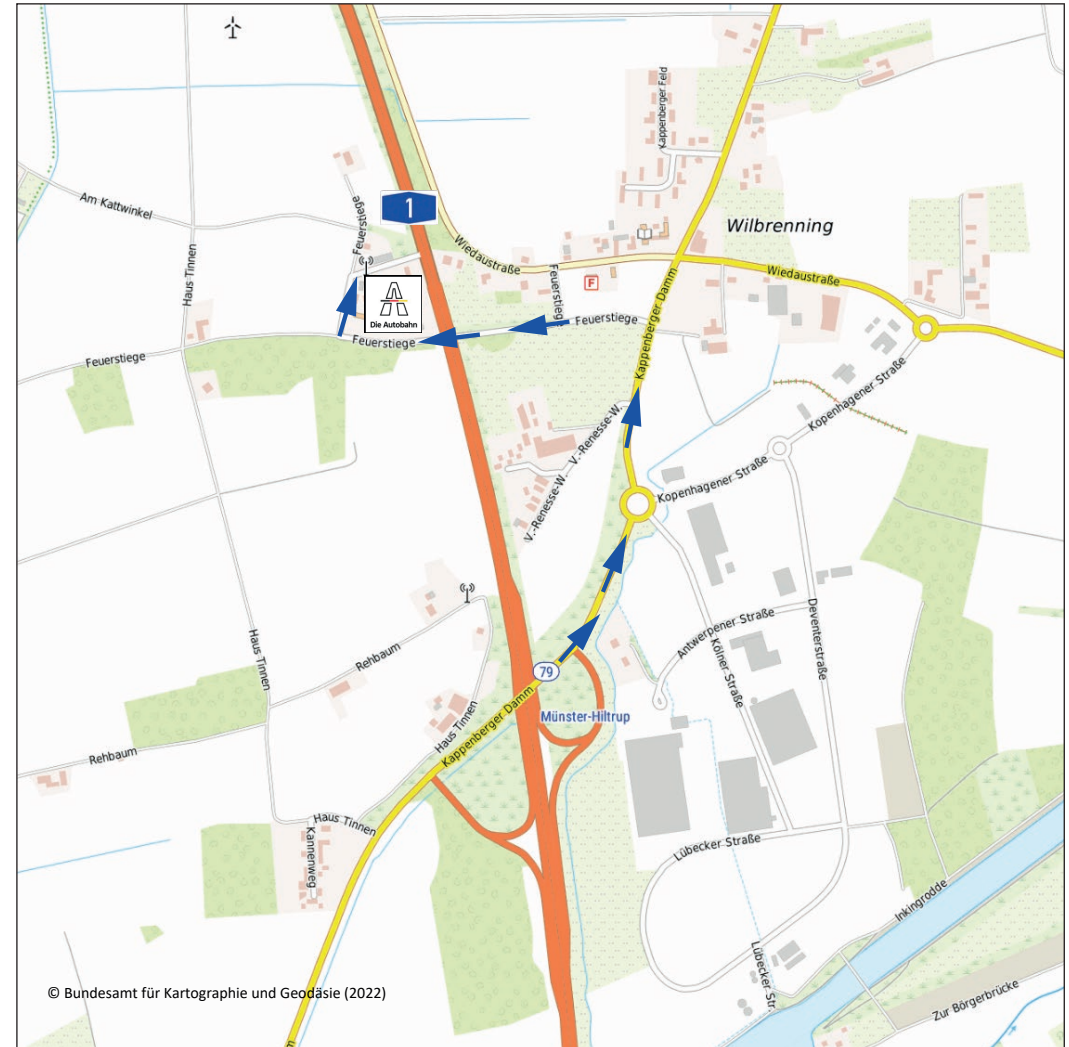 Kappenberger Feld
Am Kattwinkel
Feuerstiege
1
Wilbrenning
Wiedaustraße
Wiedaustraße
Haus Tinnen
F
Feuerstiege
Kappenberger Damm
Die Autobahn
Feuerstiege
Feuerstiege
Feuerstiege
Kopenhagener Straße
V.-Renesse-W.
Kopenhagener Straße
V.-Renesse-W.
Deventerstraße
Antwerpener Straße
Haus Tinnen
Rehbaum
Kölner Straße
79
Münster-Hiltrup
Kappenberger Damm
Haus Tinnen
Rehbaum
Haus Tinnen
Kannenweg
Lübecker Straße
Inkingrodde
Lübecker Str.
© Bundesamt für Kartographie und Geodäsie (2022)
Zur Börgerbrücke
m